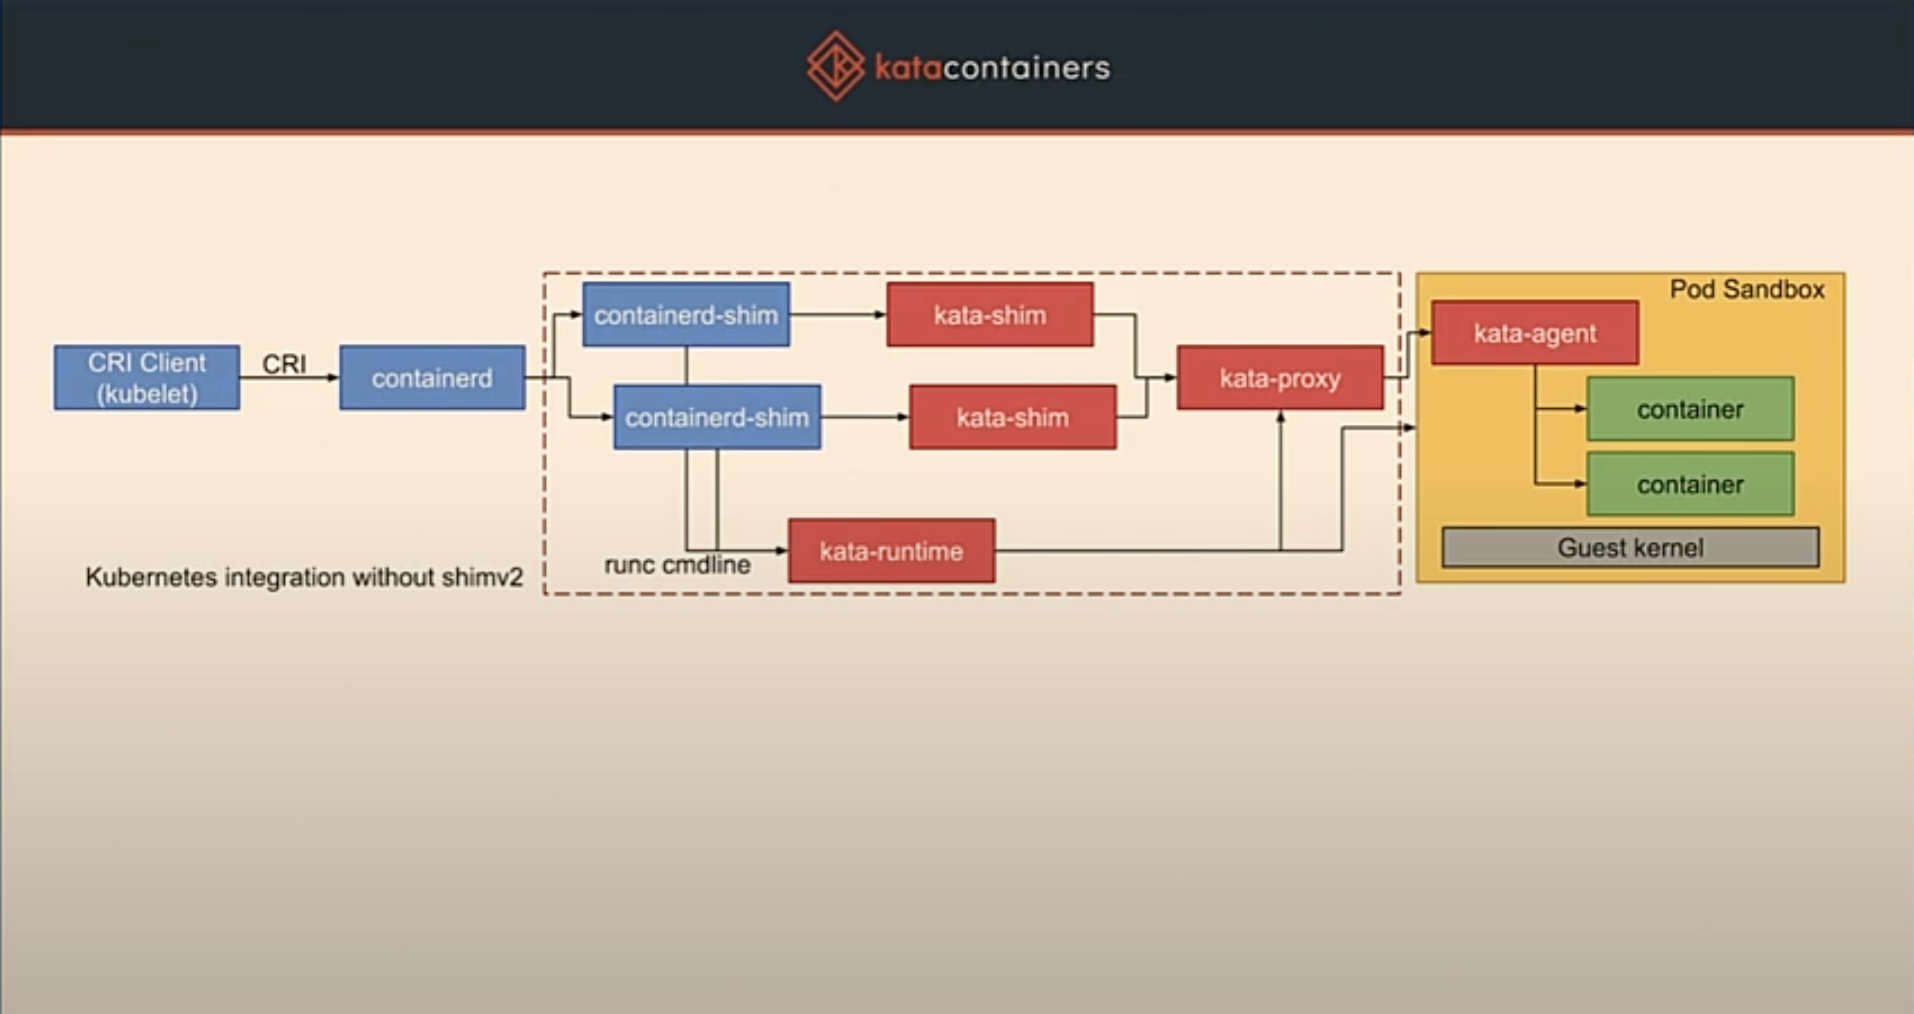 katacontainers
Pod Sandbox
containerd-shim
kata-shim
kata-agent
CRI Client
(kubelet)
CRI
containerd
kata-proxy
container
containerd-shim
kata-shim
container
Guest kernel
kata-runtime
runc cmdline
Kubernetes integration without shimv2